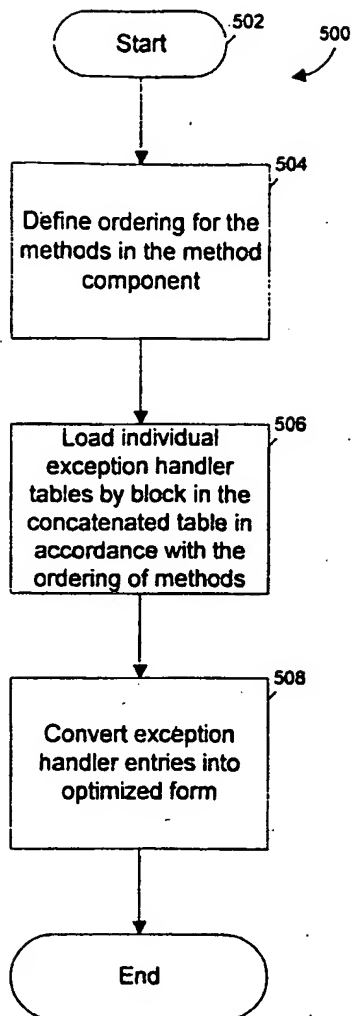 502
Start
500
504
Define ordering for the
methods in the method
component
506
Load individual
exception handler
tables by block in the
concatenated table in
accordance with the
ordering of methods
508
Convert exception
handler entries into
optimized form
End